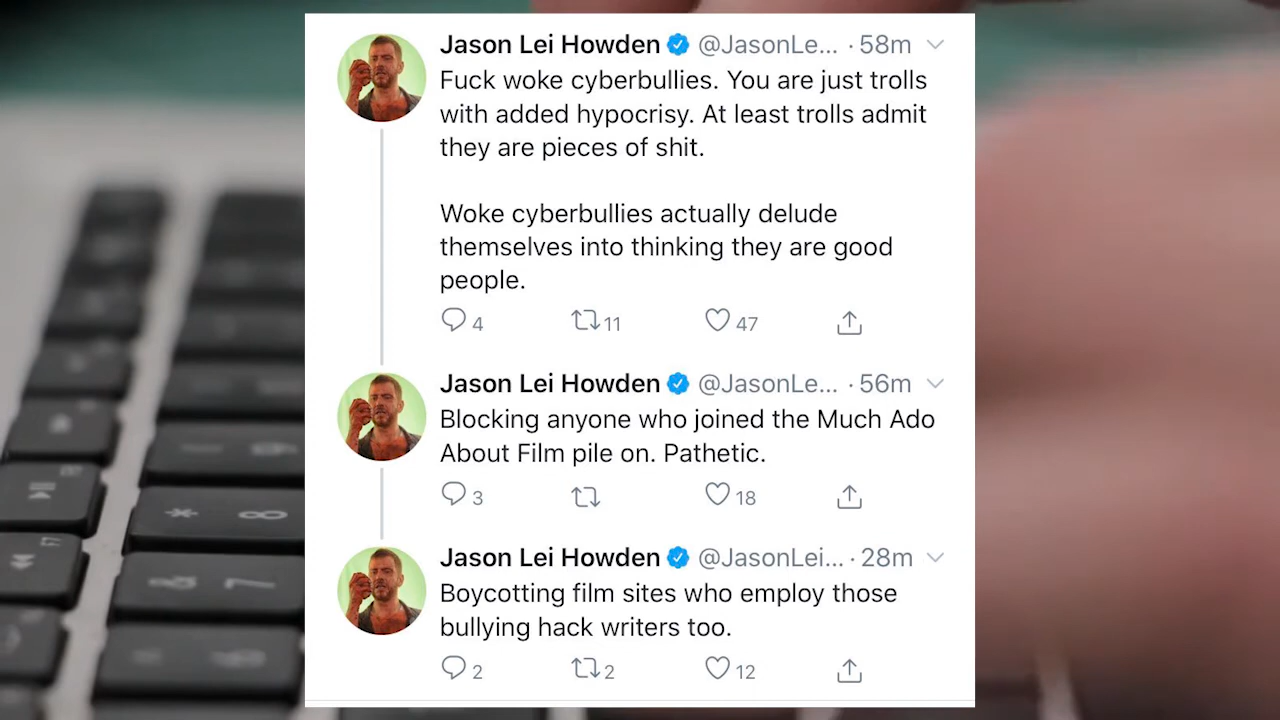 Jason Lei Howden @JasonLe... · 58m
Fuck woke cyberbullies. You are just trolls
with added hypocrisy. At least trolls admit
they are pieces of shit.
Woke cyberbullies actually delude
themselves into thinking they are good
people.
4 11 47
Jason Lei Howden @JasonLe... · 56m
Blocking anyone who joined the Much Ado
About Film pile on. Pathetic.
3 18
Jason Lei Howden @JasonLei... · 28m
Boycotting film sites who employ those
bullying hack writers too.
2 2 12